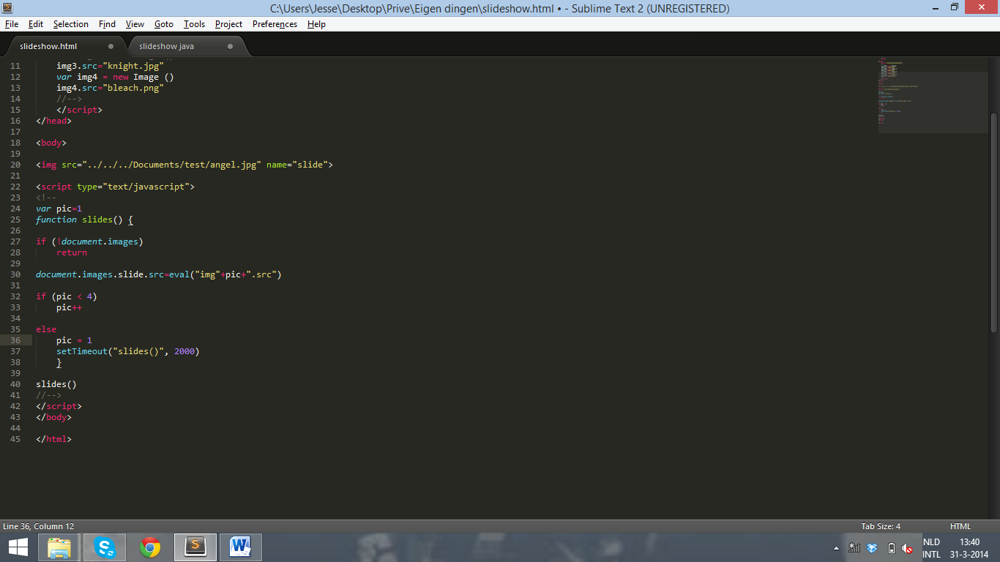 C:\Users\Jesse\Desktop\Prive\Eigen dingen\slideshow.html • - Sublime Text 2 (UNREGISTERED)
File Edit Selection Find View Goto Tools Project Preferences Help
slideshow.html slideshow java
11 img3.src="knight.jpg"
12 var img4 = new Image ()
13 img4.src="bleach.png"
14 //-->
15 </script>
16 </head>
17
18 <body>
19
20 <img src="../../../Documents/test/angel.jpg" name="slide">
21
22 <script type="text/javascript">
23 <!--
24 var pic=1
25 function slides() {
26
27 if (!document.images)
28 return
29
30 document.images.slide.src=eval("img"+pic+".src")
31
32 if (pic < 4)
33 pic++
34
35 else
36 pic = 1
37 setTimeout("slides()", 2000)
38 }
39
40 slides()
41 //-->
42 </script>
43 </body>
44
45 </html>
Line 36, Column 12 Tab Size: 4 HTML
NLD 13:40
INTL 31-3-2014